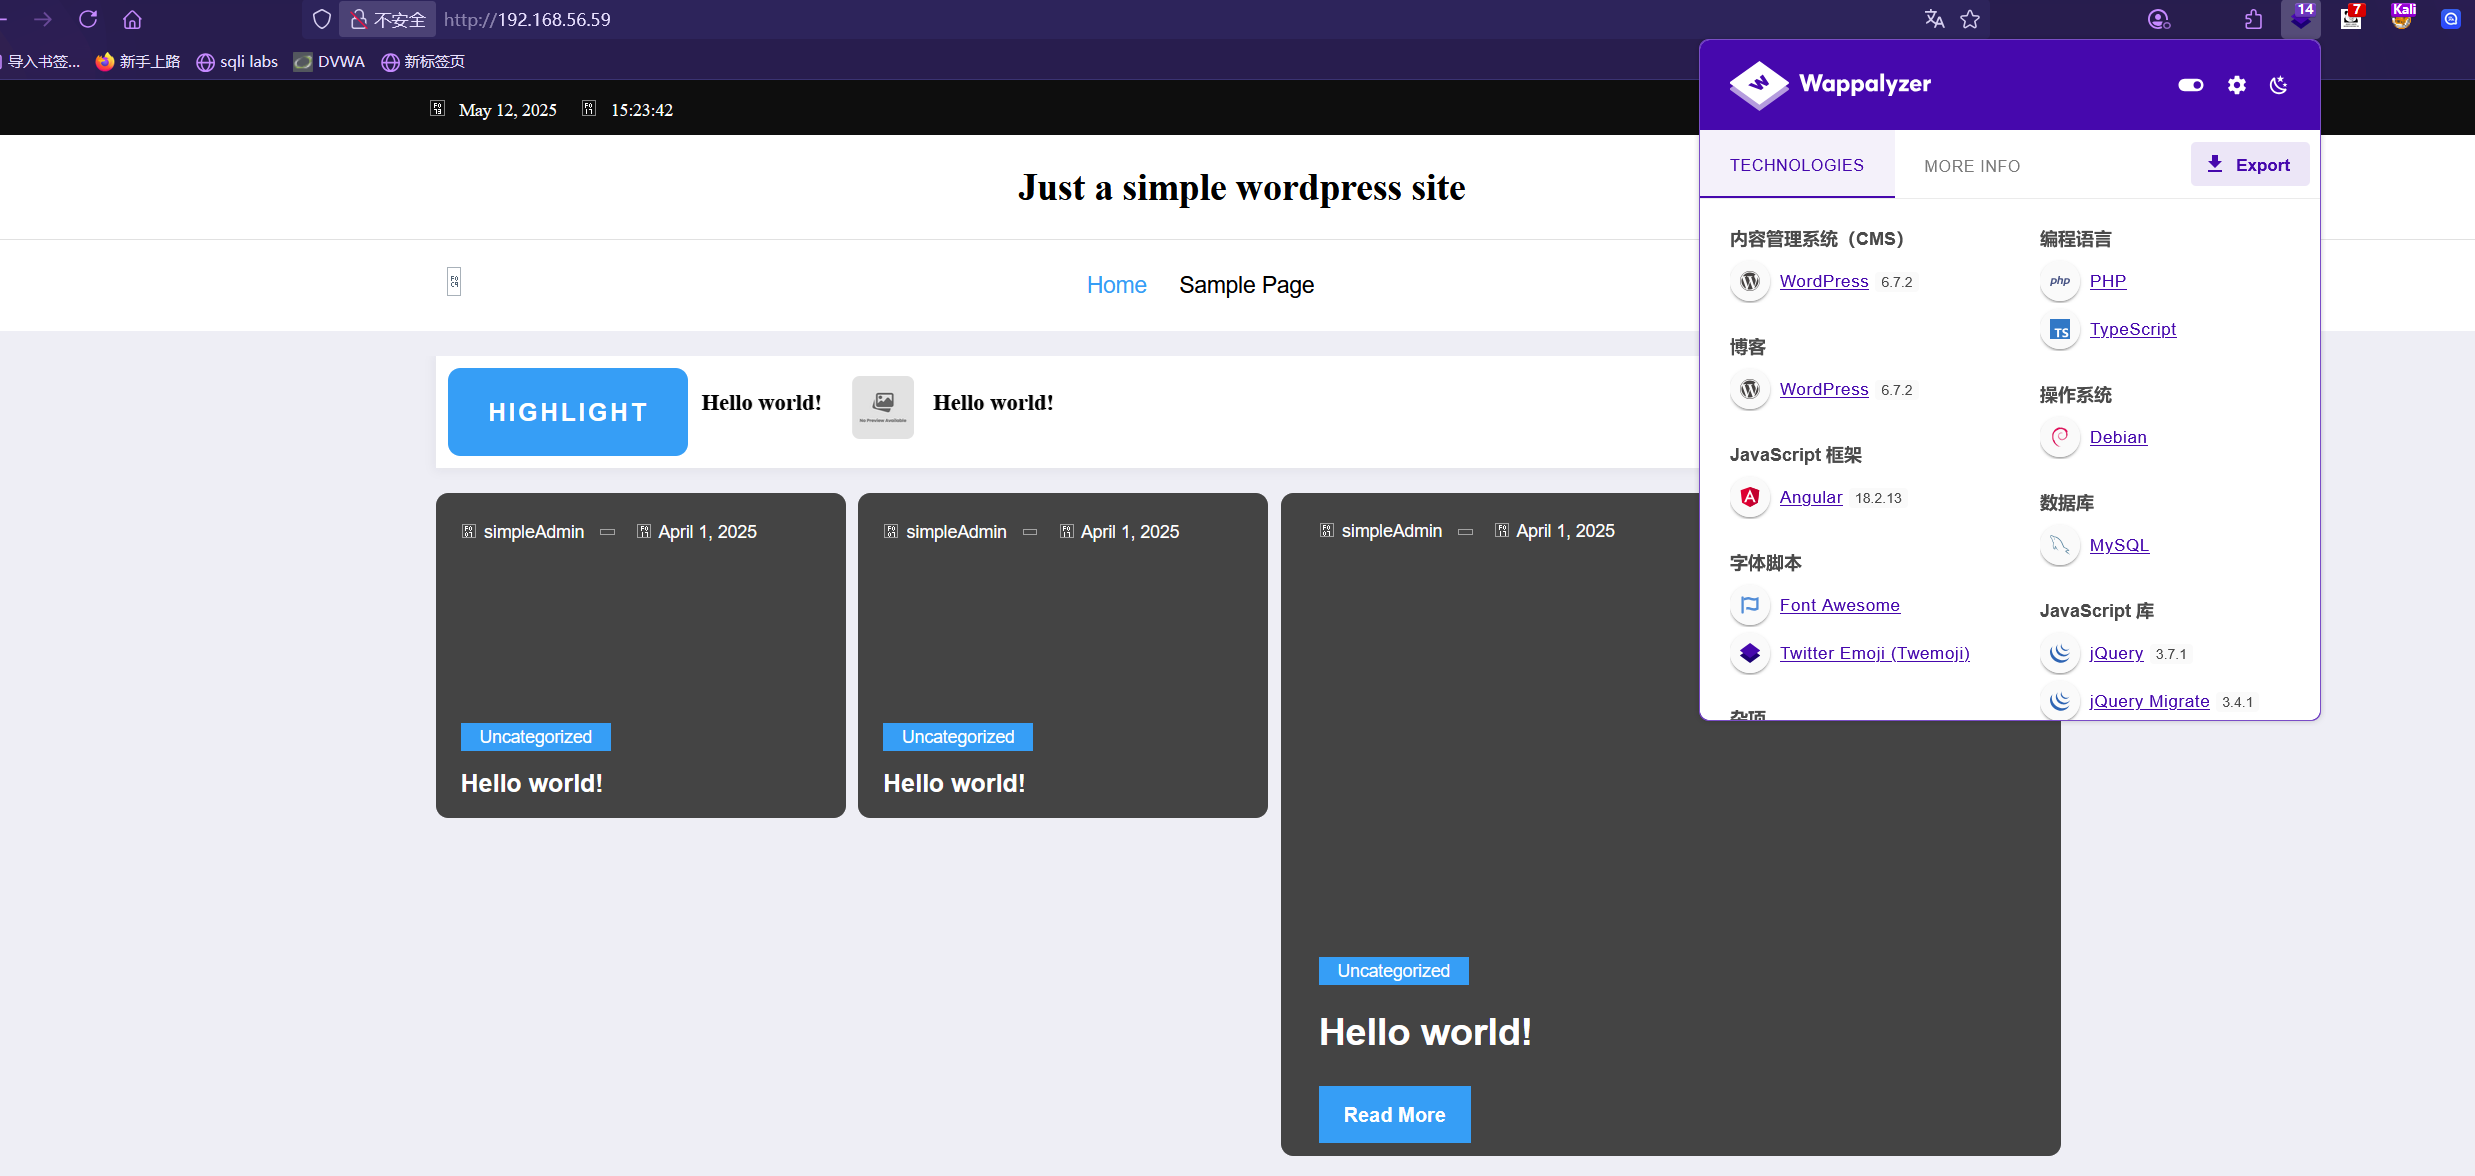 不安全 http://192.168.56.59
14
7
Kali
导入书签... 新手上路 sqli labs DVWA 新标签页
May 12, 2025 15:23:42
Just a simple wordpress site
Home Sample Page
HIGHLIGHT Hello world! No Preview Available Hello world!
simpleAdmin April 1, 2025
Uncategorized
Hello world!
simpleAdmin April 1, 2025
Uncategorized
Hello world!
simpleAdmin April 1, 2025
Uncategorized
Hello world!
Read More
Wappalyzer
TECHNOLOGIES MORE INFO Export
内容管理系统（CMS）
WordPress 6.7.2
博客
WordPress 6.7.2
JavaScript 框架
Angular 18.2.13
字体脚本
Font Awesome
Twitter Emoji (Twemoji)
杂项
编程语言
php PHP
TS TypeScript
操作系统
Debian
数据库
MySQL
JavaScript 库
jQuery 3.7.1
jQuery Migrate 3.4.1